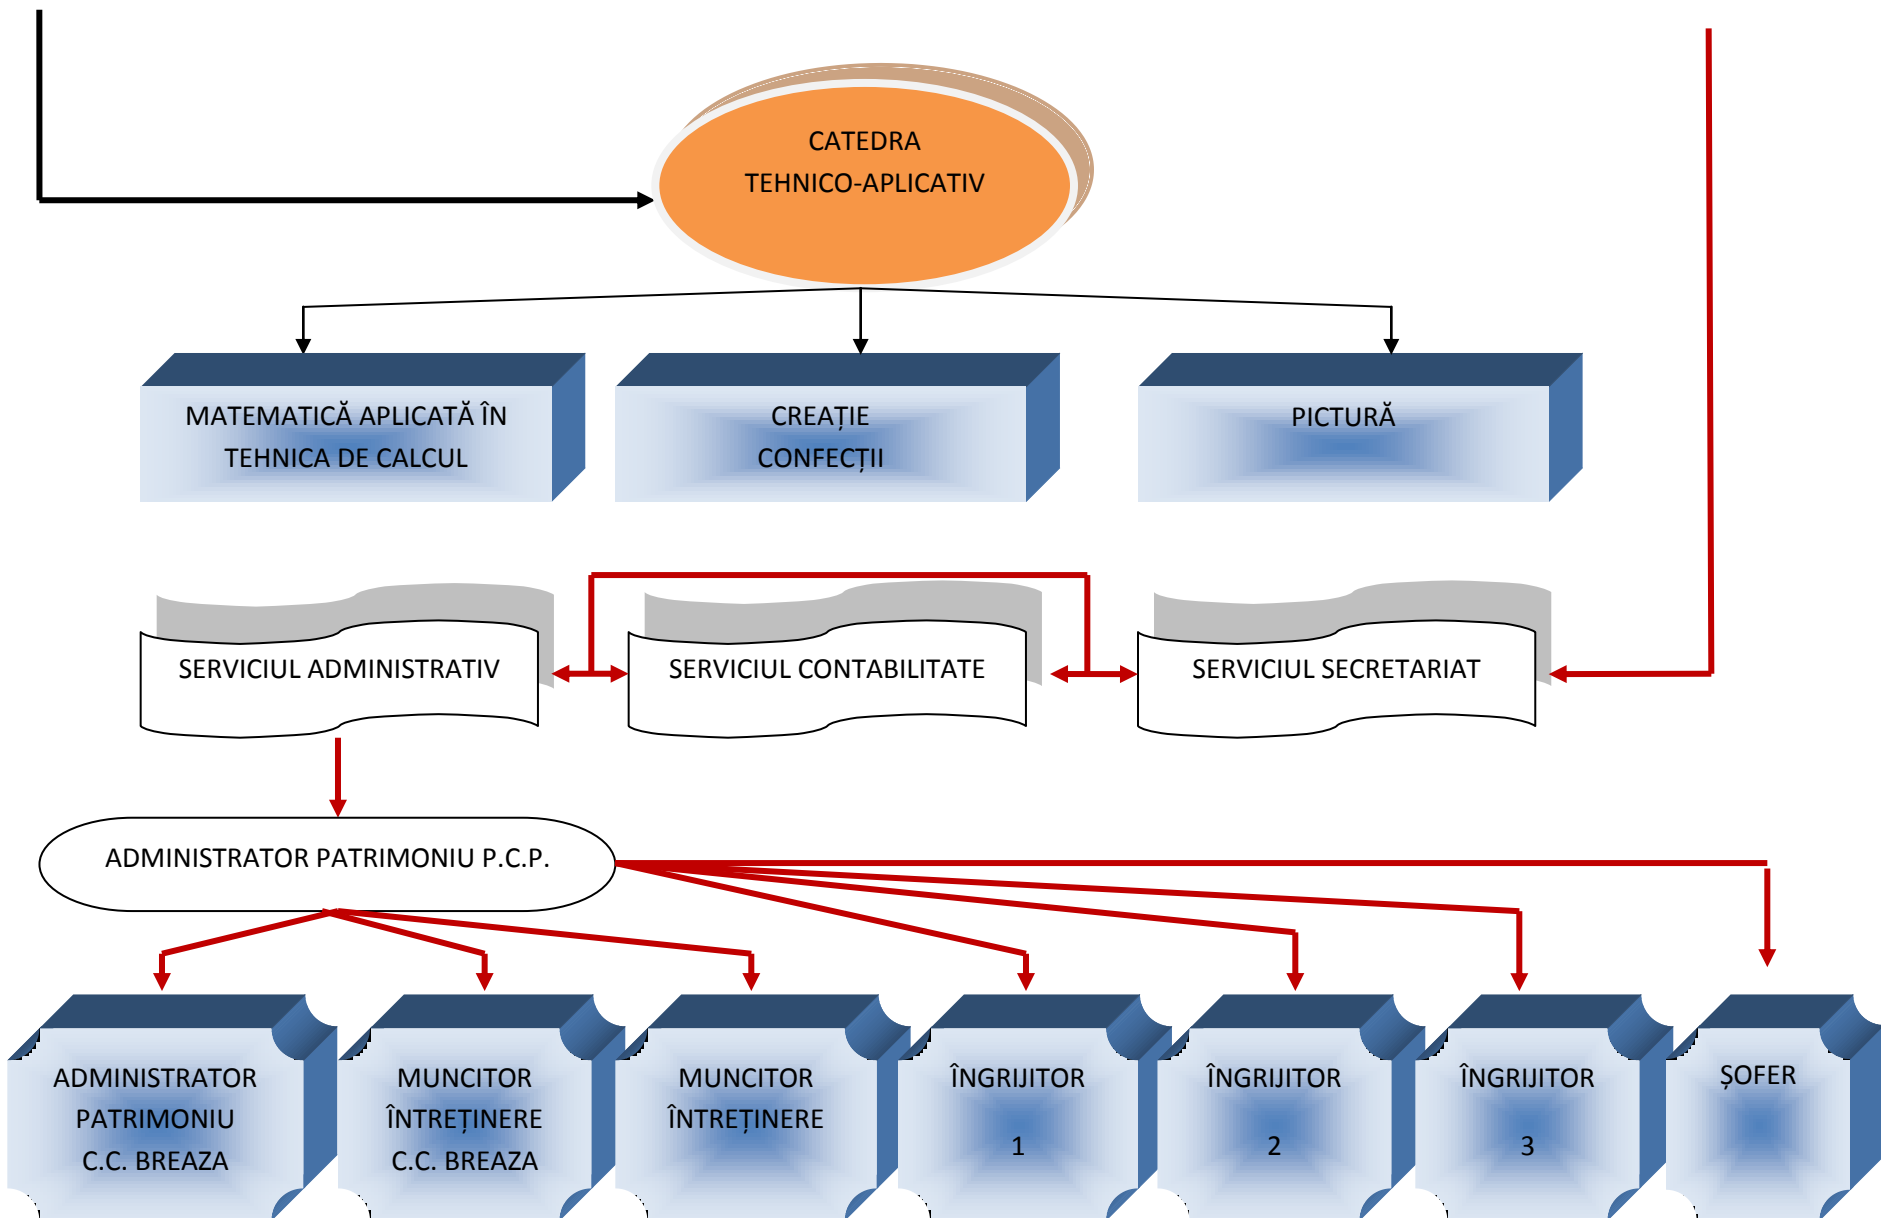 CATEDRA
TEHNICO-APLICATIV
MATEMATICĂ APLICATĂ ÎN
TEHNICA DE CALCUL
CREAȚIE
CONFECȚII
PICTURĂ
SERVICIUL ADMINISTRATIV
SERVICIUL CONTABILITATE
SERVICIUL SECRETARIAT
ADMINISTRATOR PATRIMONIU P.C.P.
ADMINISTRATOR
PATRIMONIU
C.C. BREAZA
MUNCITOR
ÎNTREȚINERE
C.C. BREAZA
MUNCITOR
ÎNTREȚINERE
ÎNGRIJITOR
1
ÎNGRIJITOR
2
ÎNGRIJITOR
3
ȘOFER